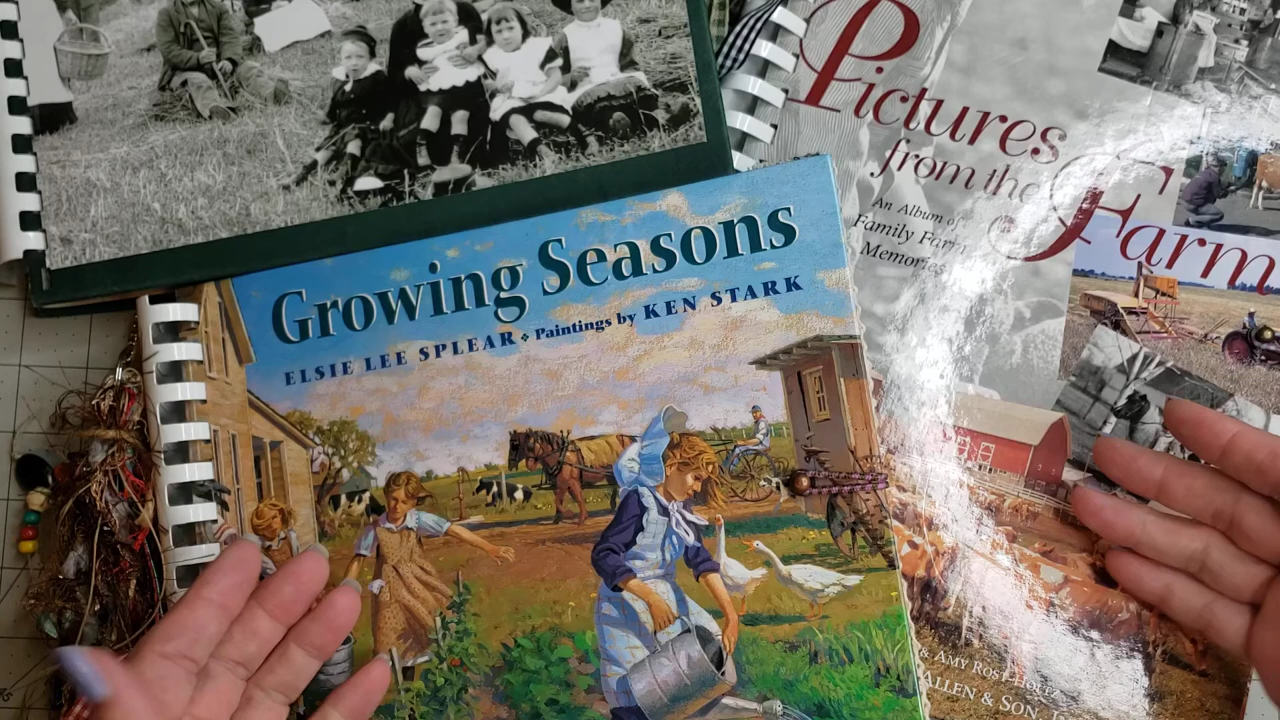 Growing Seasons
ELSIE LEE SPLEAR ❖ Paintings by KEN STARK
Pictures
from the
Farm
An Album of
Family Farm
Memories
& AMY ROST-HOLTZ
ALLEN & SON,